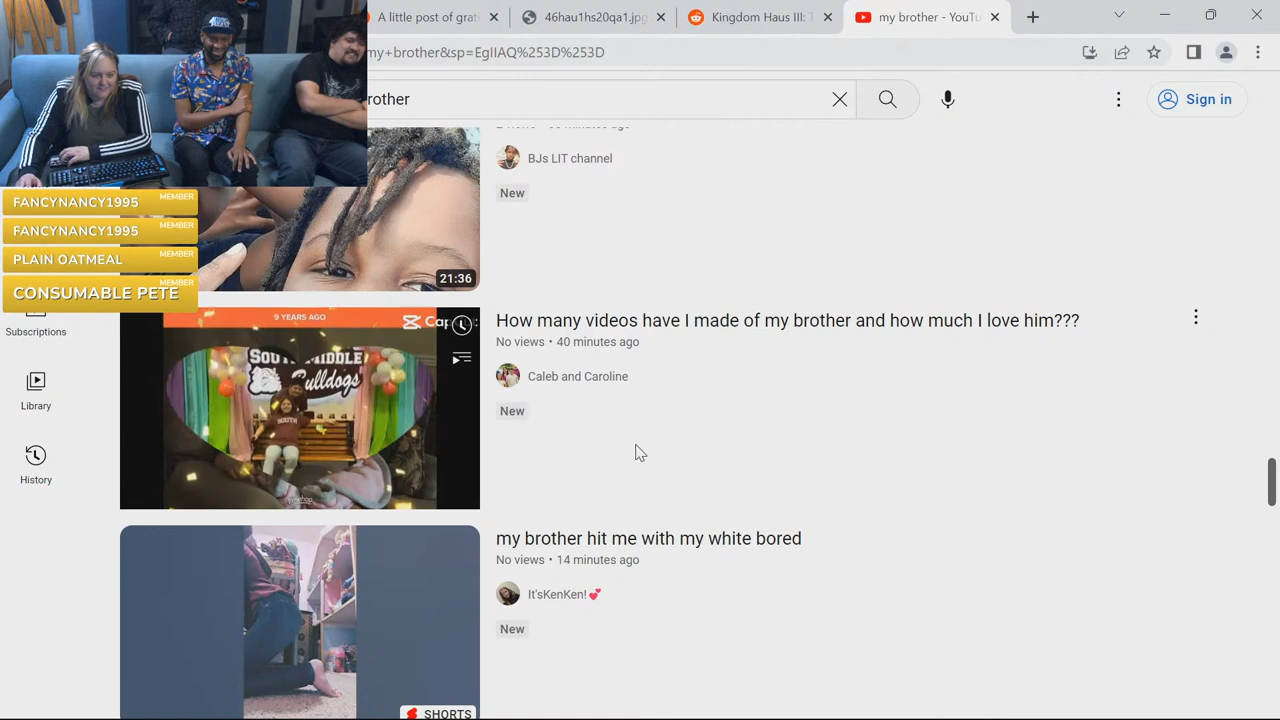 A little post of grati
46hau1hs20qa1.jpg
Kingdom Haus III: T
my brother - YouTu
my+brother&sp=EgIIAQ%253D%253D
rother
Sign in
BJs LIT channel
New
FANCYNANCY1995 MEMBER
FANCYNANCY1995 MEMBER
PLAIN OATMEAL MEMBER
CONSUMABLE PETE MEMBER
21:36
Subscriptions
Library
History
9 YEARS AGO
Cap
SOUTH MIDDLE
Bulldogs
SOUTH
How many videos have I made of my brother and how much I love him???
No views • 40 minutes ago
Caleb and Caroline
New
my brother hit me with my white bored
No views • 14 minutes ago
It'sKenKen!💕
New
SHORTS